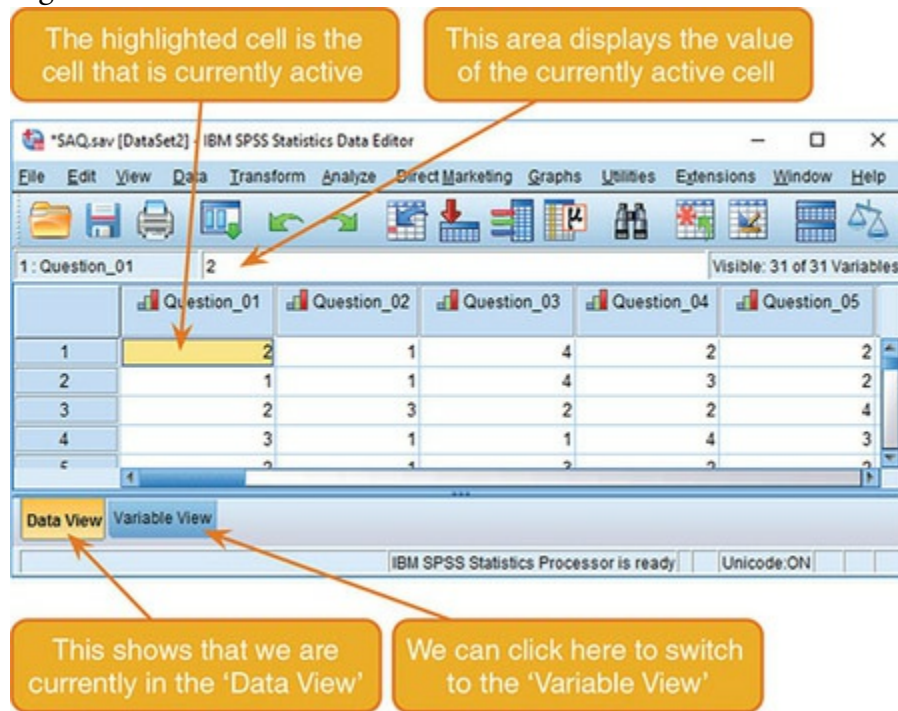 The highlighted cell is the
cell that is currently active
This area displays the value
of the currently active cell
*SAQ.sav [DataSet2] - IBM SPSS Statistics Data Editor
File Edit View Data Transform Analyze Direct Marketing Graphs Utilities Extensions Window Help
1 : Question_01 2 Visible: 31 of 31 Variables
Question_01 Question_02 Question_03 Question_04 Question_05
1 2 1 4 2 2
2 1 1 4 3 2
3 2 3 2 2 4
4 3 1 1 4 3
Data View Variable View
IBM SPSS Statistics Processor is ready Unicode:ON
This shows that we are
currently in the ‘Data View’
We can click here to switch
to the ‘Variable View’